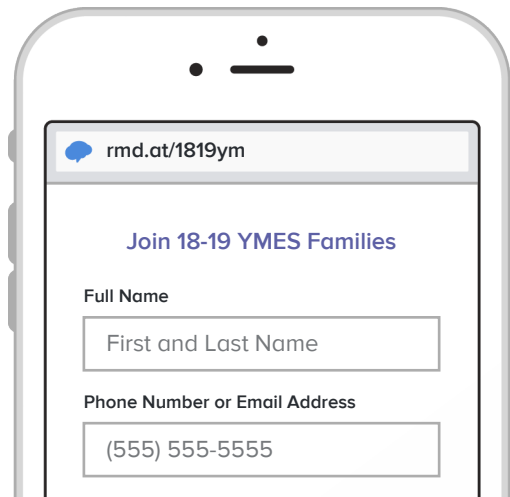 rmd.at/1819ym
Join 18-19 YMES Families
Full Name
First and Last Name
Phone Number or Email Address
(555) 555-5555